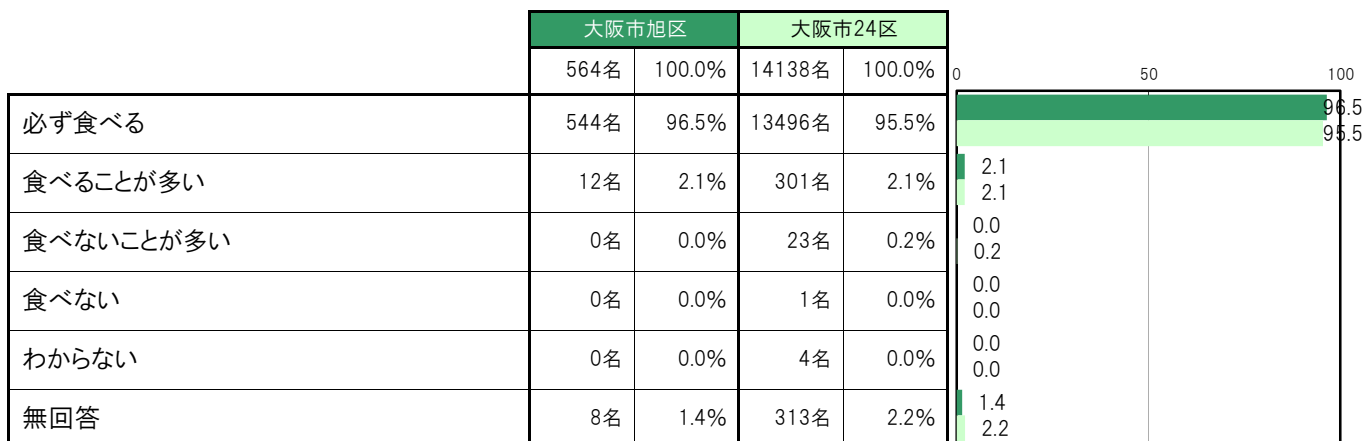 大阪市旭区 大阪市24区
564名 100.0% 14138名 100.0% 0 50 100
必ず食べる 544名 96.5% 13496名 95.5% 96.5
95.5
食べることが多い 12名 2.1% 301名 2.1% 2.1
2.1
食べないことが多い 0名 0.0% 23名 0.2% 0.0
0.2
食べない 0名 0.0% 1名 0.0% 0.0
0.0
わからない 0名 0.0% 4名 0.0% 0.0
0.0
無回答 8名 1.4% 313名 2.2% 1.4
2.2